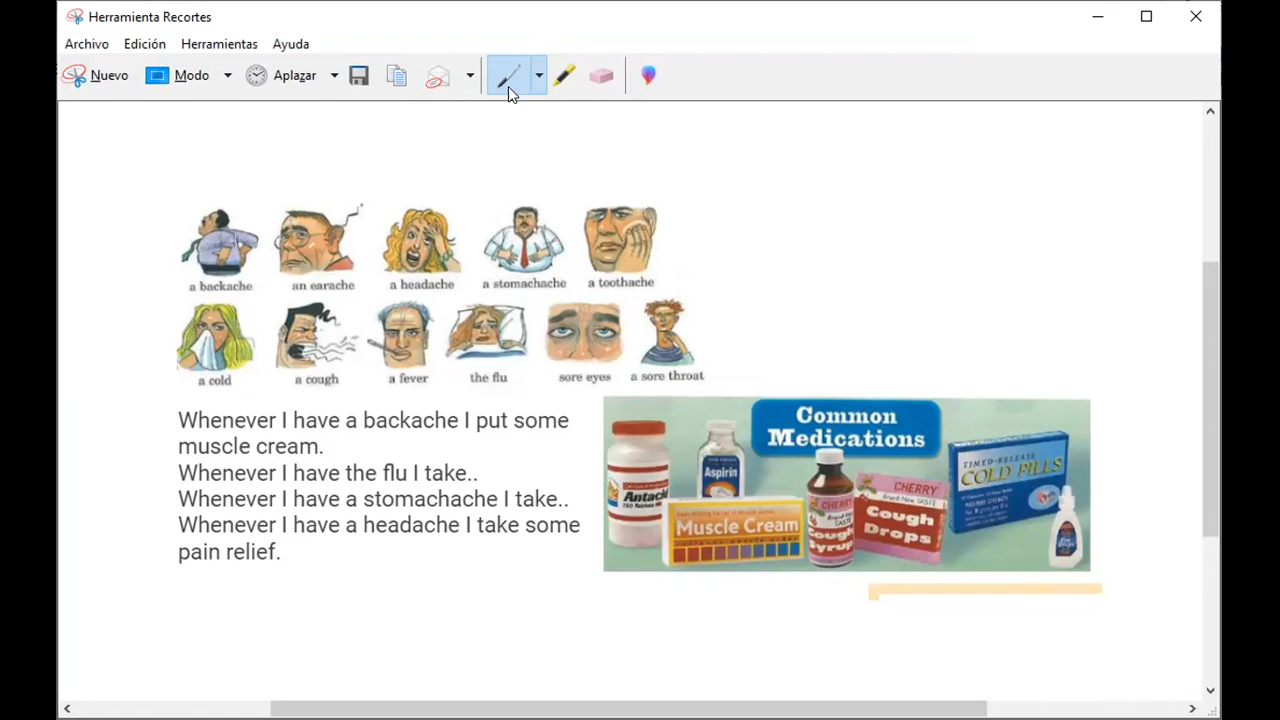 Herramienta Recortes
Archivo Edición Herramientas Ayuda
Nuevo Modo Aplazar
a backache an earache a headache a stomachache a toothache
a cold a cough a fever the flu sore eyes a sore throat
Whenever I have a backache I put some
muscle cream.
Whenever I have the flu I take..
Whenever I have a stomachache I take..
Whenever I have a headache I take some
pain relief.
Common
Medications
Antacid
Aspirin
Muscle Cream
CHERRY
Cough
Syrup
CHERRY
Brand-New TASTE
Cough
Drops
TIMED-RELEASE
COLD PILLS